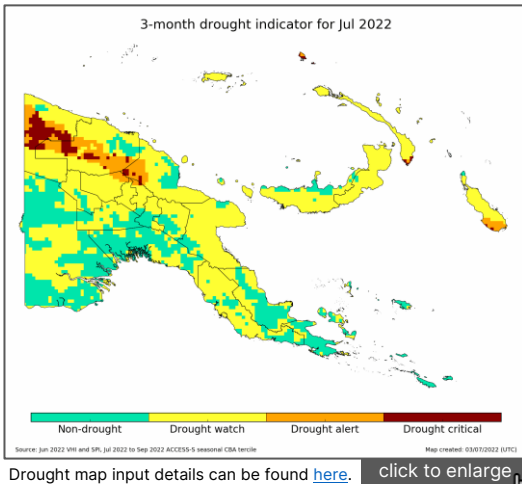 3-month drought indicator for Jul 2022
Non-drought Drought watch Drought alert Drought critical
Source: Jun 2022 VHI and SPI, Jul 2022 to Sep 2022 ACCESS-S seasonal CBA tercile Map created: 03/07/2022 (UTC)
Drought map input details can be found here. click to enlarge